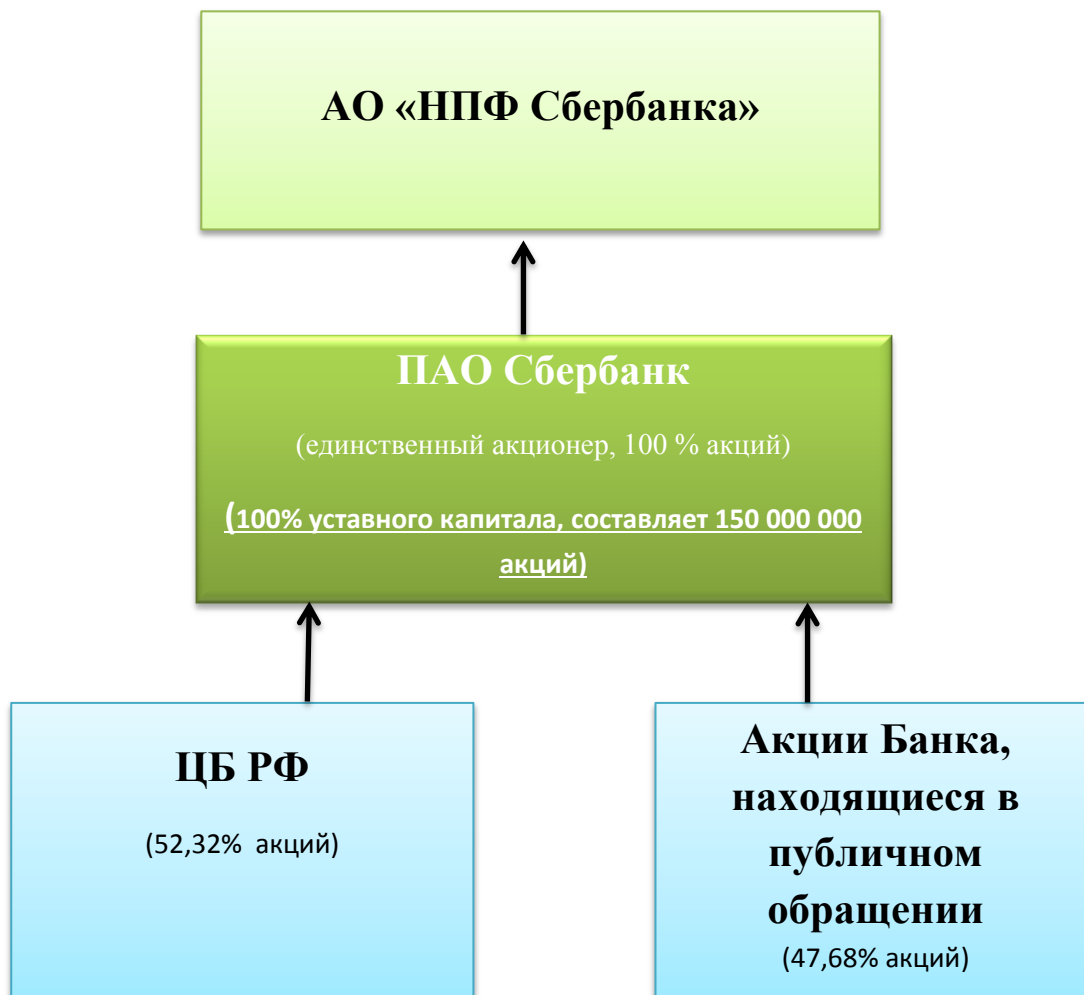 АО «НПФ Сбербанка»
ПАО Сбербанк
(единственный акционер, 100 % акций)
(100% уставного капитала, составляет 150 000 000
акций)
ЦБ РФ
(52,32% акций)
Акции Банка,
находящиеся в
публичном
обращении
(47,68% акций)